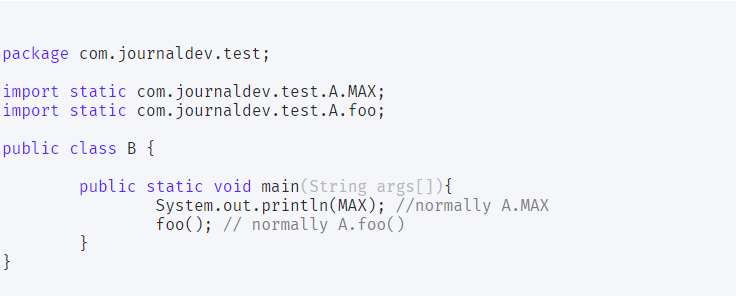 package com.journaldev.test;
import static com.journaldev.test.A.MAX;
import static com.journaldev.test.A.foo;
public class B {
public static void main(String args[]){
System.out.println(MAX); //normally A.MAX
foo(); // normally A.foo()
}
}